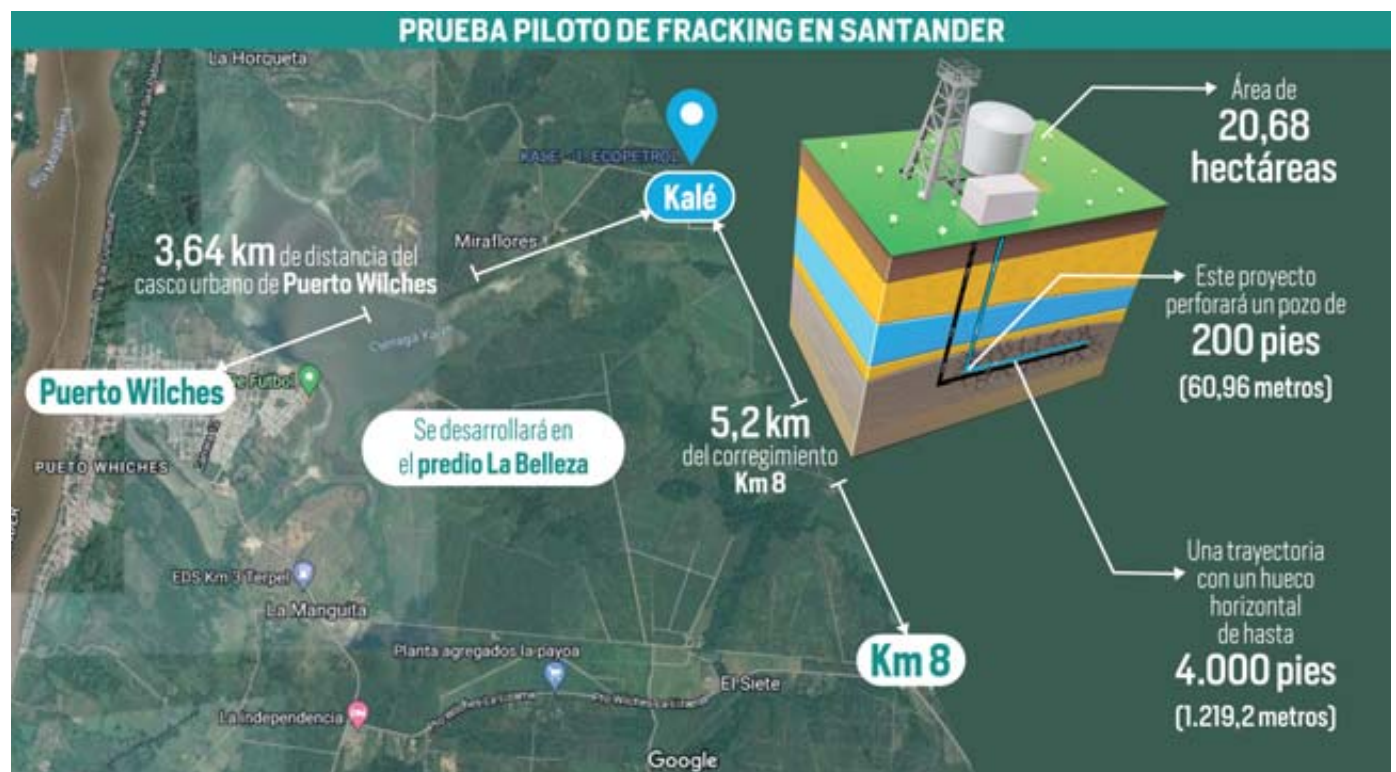 PRUEBA PILOTO DE FRACKING EN SANTANDER
La Horqueta
KASE - 1 ECOPETROL
Kalé
Miraflores
3,64 km de distancia del
casco urbano de Puerto Wilches
Puerto Wilches
de Futbol
PUETO WHICHES
Se desarrollará en
el predio La Belleza
5,2 km
del corregimiento
Km 8
EDS Km 3 Terpel
La Manguita
Planta agregados la payoa
El Siete
La independencia
Km 8
Google
Área de
20,68
hectáreas
Este proyecto
perforará un pozo de
200 pies
(60,96 metros)
Una trayectoria
con un hueco
horizontal
de hasta
4.000 pies
(1.219,2 metros)